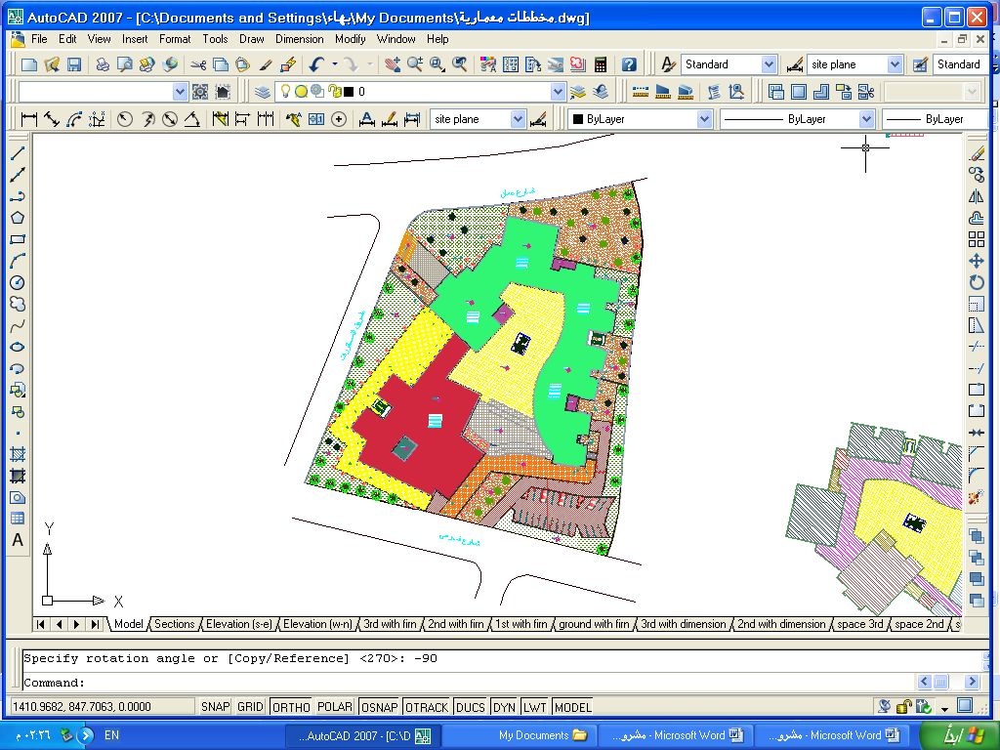 AutoCAD 2007 - [C:\Documents and Settings\بهاء\My Documents\مخططات معمارية.dwg]
File Edit View Insert Format Tools Draw Dimension Modify Window Help
Standard site plane Standard
0
site plane ByLayer ByLayer ByLayer
Y
X
Model Sections Elevation (s-e) Elevation (w-n) 3rd with firn 2nd with firn 1st with firn ground with firn 3rd with dimension 2nd with dimension space 3rd space 2nd s
Specify rotation angle or [Copy/Reference] <270>: -90
Command:
1410.9682, 847.7063, 0.0000 SNAP GRID ORTHO POLAR OSNAP OTRACK DUCS DYN LWT MODEL
٠٢:٢٦ م EN ...AutoCAD 2007 - [C:\D My Documents ...مشرو - Microsoft Word ...مشرو - Microsoft Word ابدأ